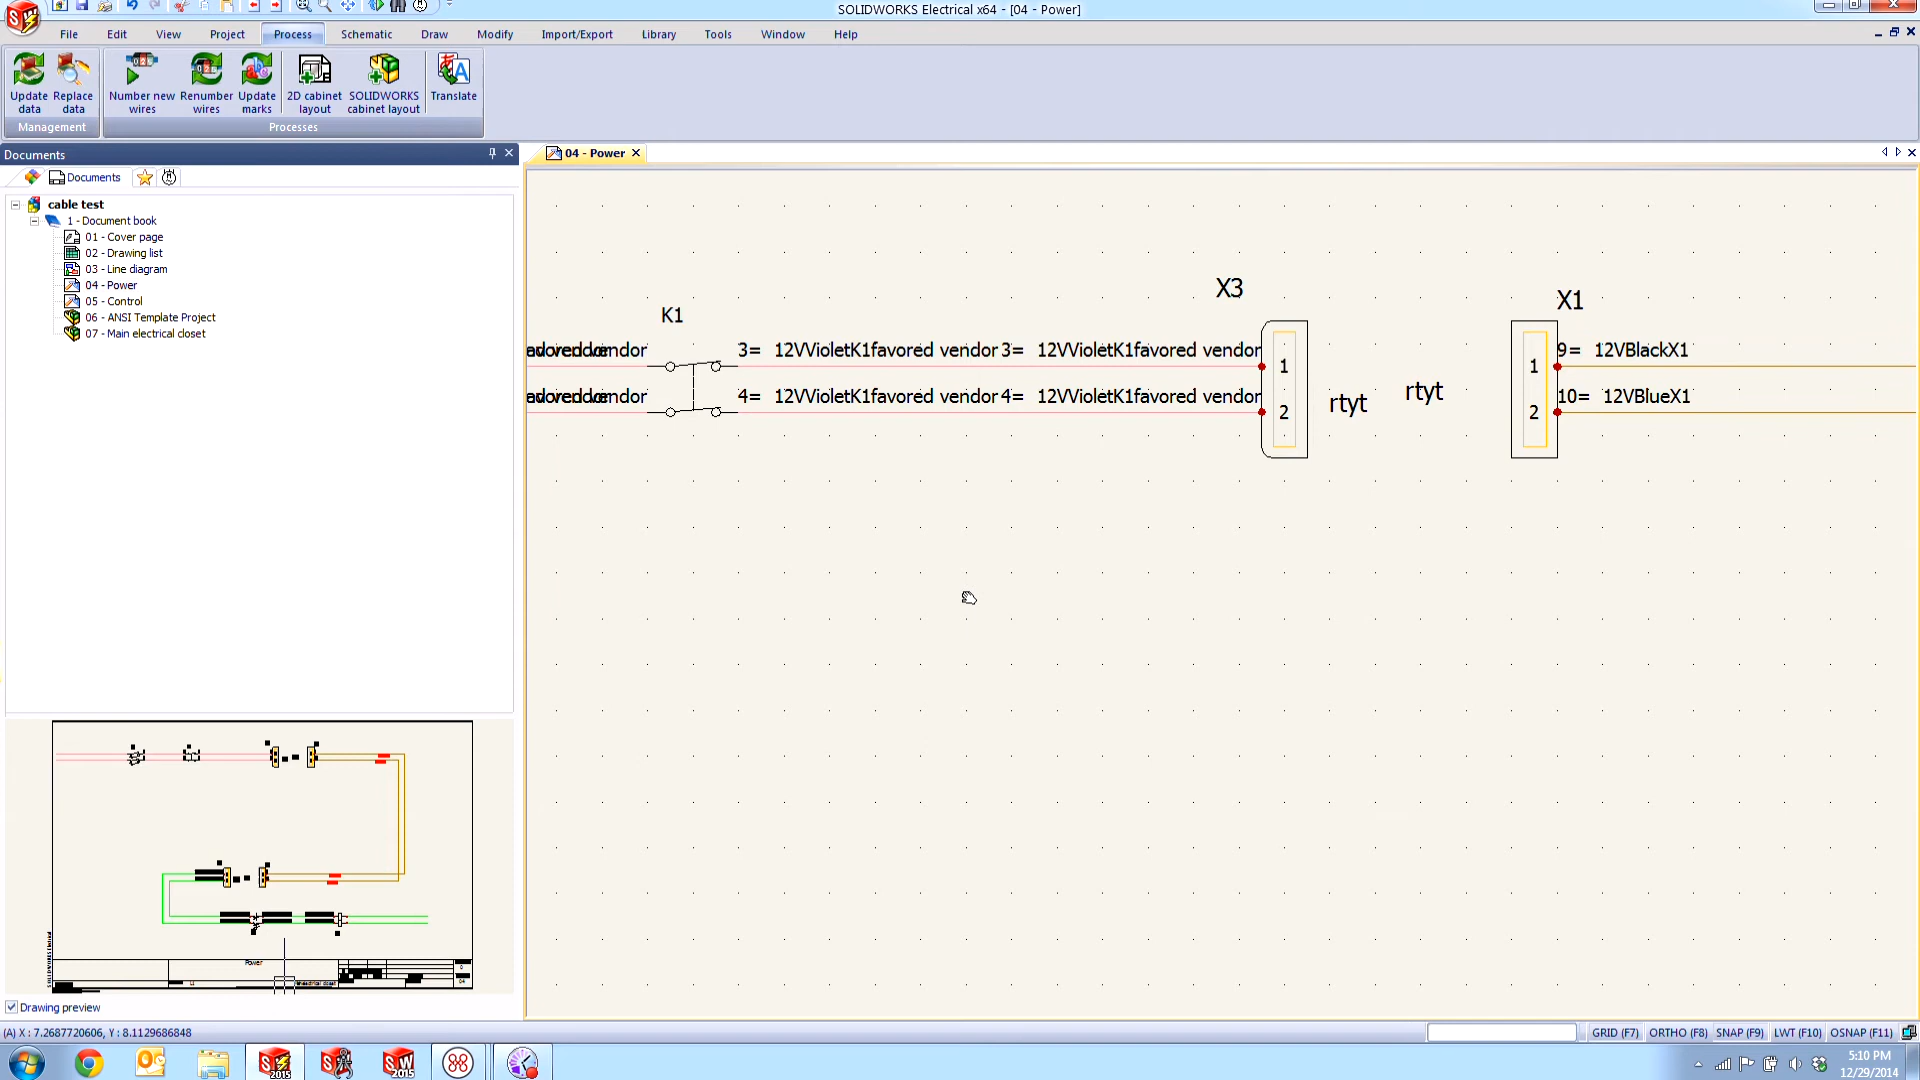 SOLIDWORKS Electrical x64 - [04 - Power]
File Edit View Project Process Schematic Draw Modify Import/Export Library Tools Window Help
Update data
Replace data
Number new wires
Renumber wires
Update marks
2D cabinet layout
SOLIDWORKS cabinet layout
Translate
Management
Processes
Documents
04 - Power
Documents
cable test
1 - Document book
01 - Cover page
02 - Drawing list
03 - Line diagram
04 - Power
05 - Control
06 - ANSI Template Project
07 - Main electrical closet
K1
X3
X1
vendor
3= 12VVioletK1favored vendor
3= 12VVioletK1favored vendor
1
1
9= 12VBlackX1
vendor
4= 12VVioletK1favored vendor
4= 12VVioletK1favored vendor
2
rtyt
rtyt
2
10= 12VBlueX1
Power
04
Drawing preview
(A) X : 7.2687720606, Y : 8.1129686848
GRID (F7) ORTHO (F8) SNAP (F9) LWT (F10) OSNAP (F11)
2015
2015
5:10 PM
12/29/2014